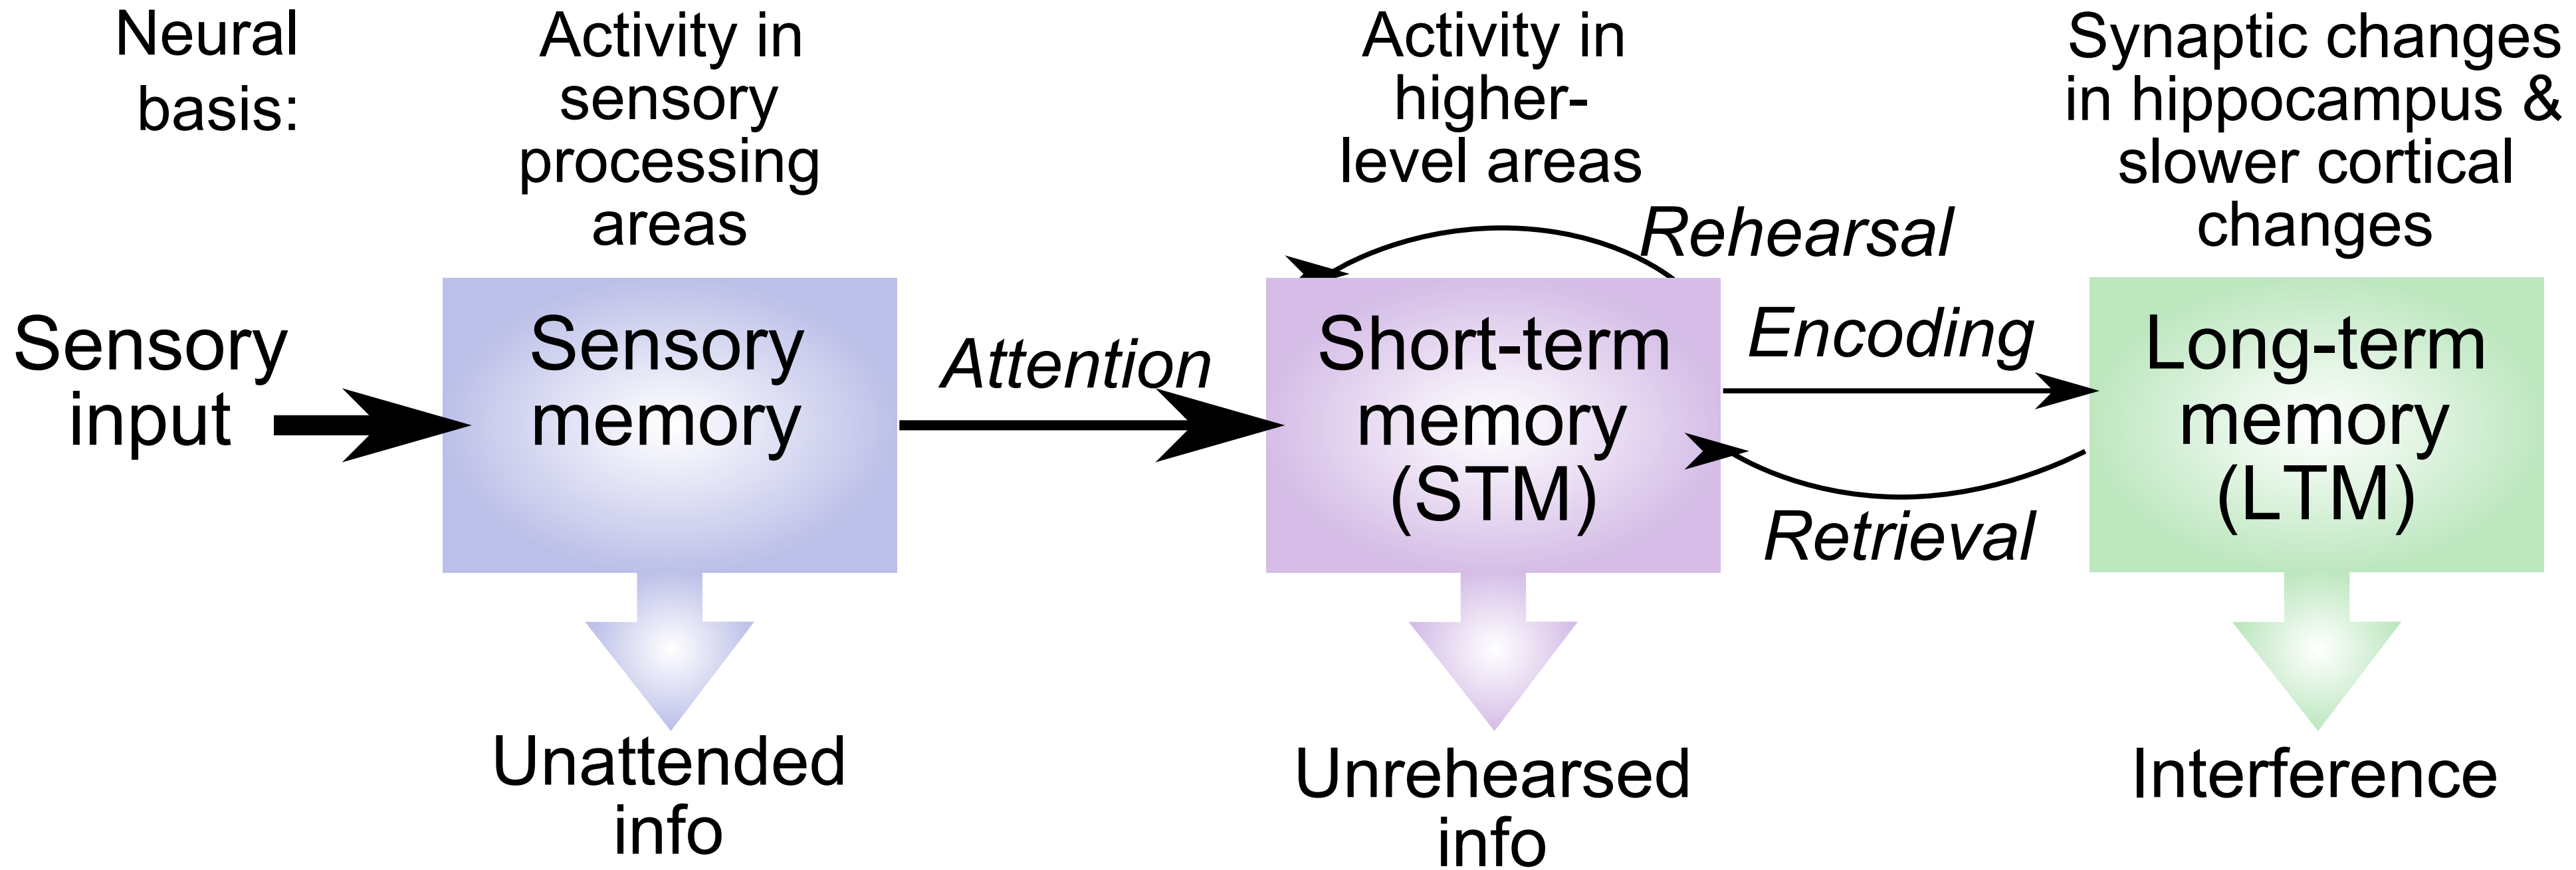 Neural
basis:
Activity in
sensory
processing
areas
Activity in
higher-
level areas
Synaptic changes
in hippocampus &
slower cortical
changes
Sensory
input
Sensory
memory
Attention
Rehearsal
Short-term
memory
(STM)
Encoding
Retrieval
Long-term
memory
(LTM)
Unattended
info
Unrehearsed
info
Interference